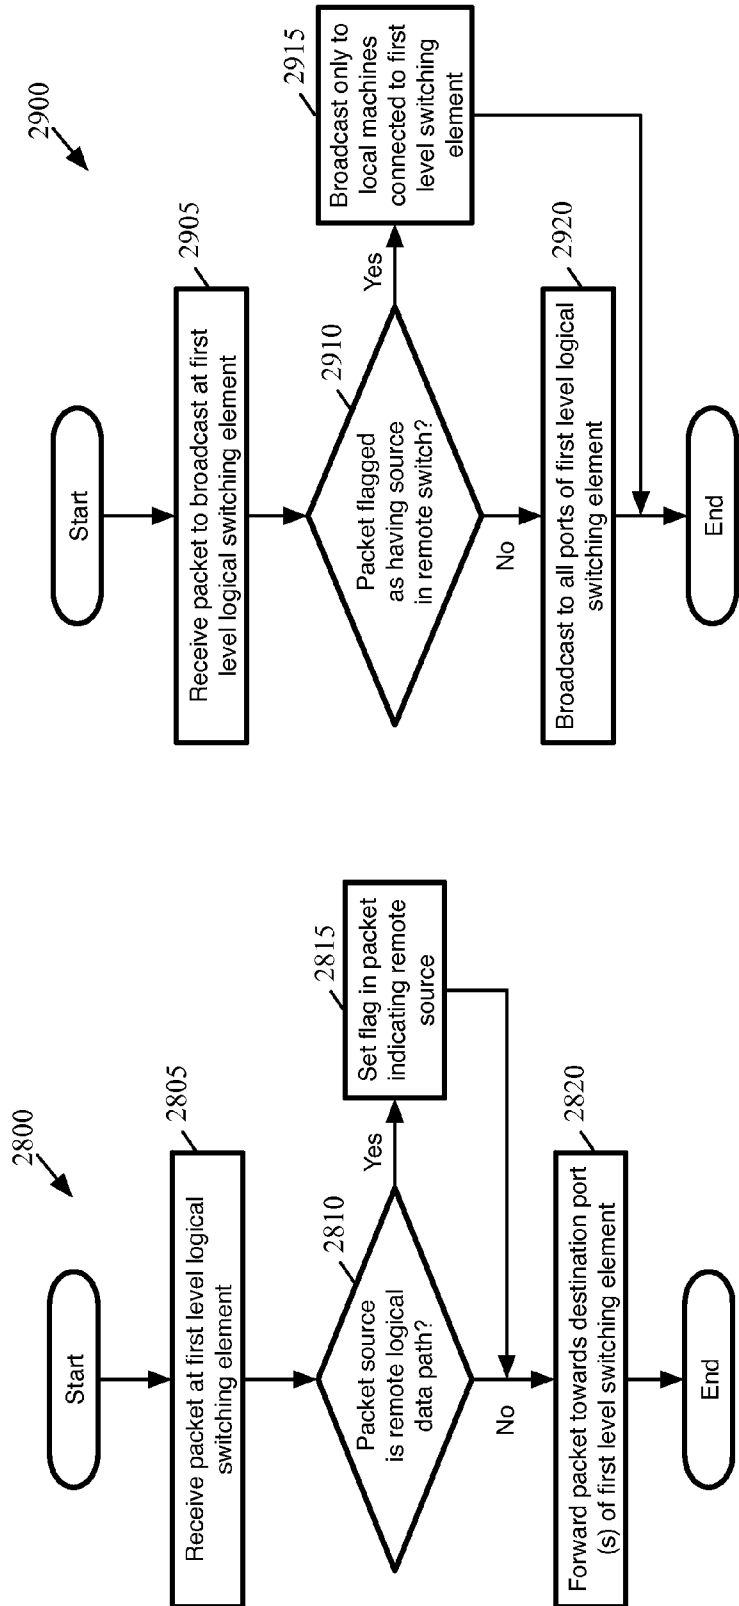 2800
Start
Receive packet at first level logical
switching element
2805
Packet source
is remote logical
data path?
2810
Yes
Set flag in packet
indicating remote
source
2815
No
Forward packet towards destination port
(s) of first level switching element
2820
End
2900
Start
Receive packet to broadcast at first
level logical switching element
2905
Packet flagged
as having source
in remote switch?
2910
Yes
Broadcast only to
local machines
connected to first
level switching
element
2915
No
Broadcast to all ports of first level logical
switching element
2920
End